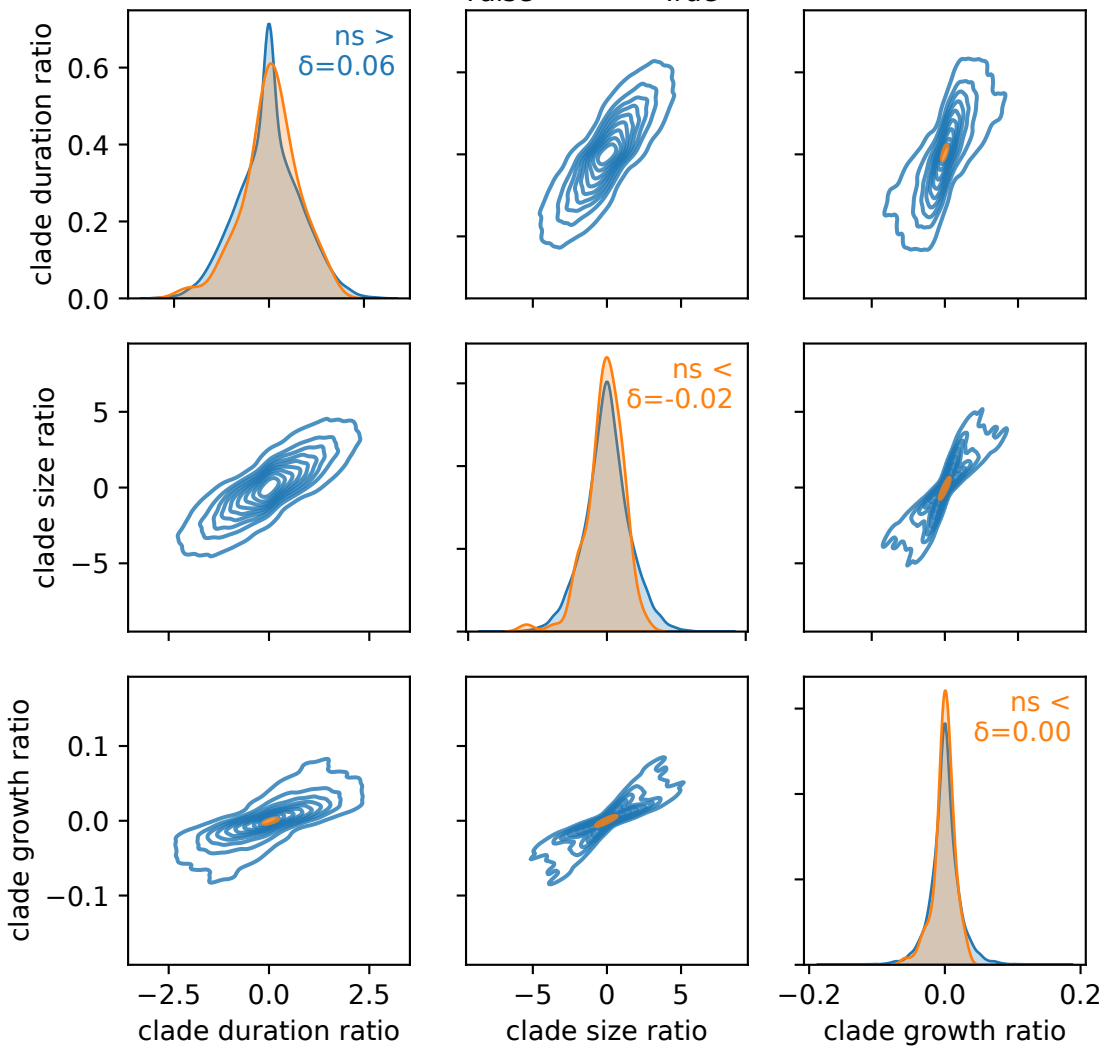 clade duration ratio
0.6
0.4
0.2
0.0
ns >
δ=0.06
clade size ratio
5
0
−5
ns <
δ=-0.02
clade growth ratio
0.1
0.0
−0.1
ns <
δ=0.00
−2.5 0.0 2.5
−5 0 5
−0.2 0.0 0.2
clade duration ratio
clade size ratio
clade growth ratio